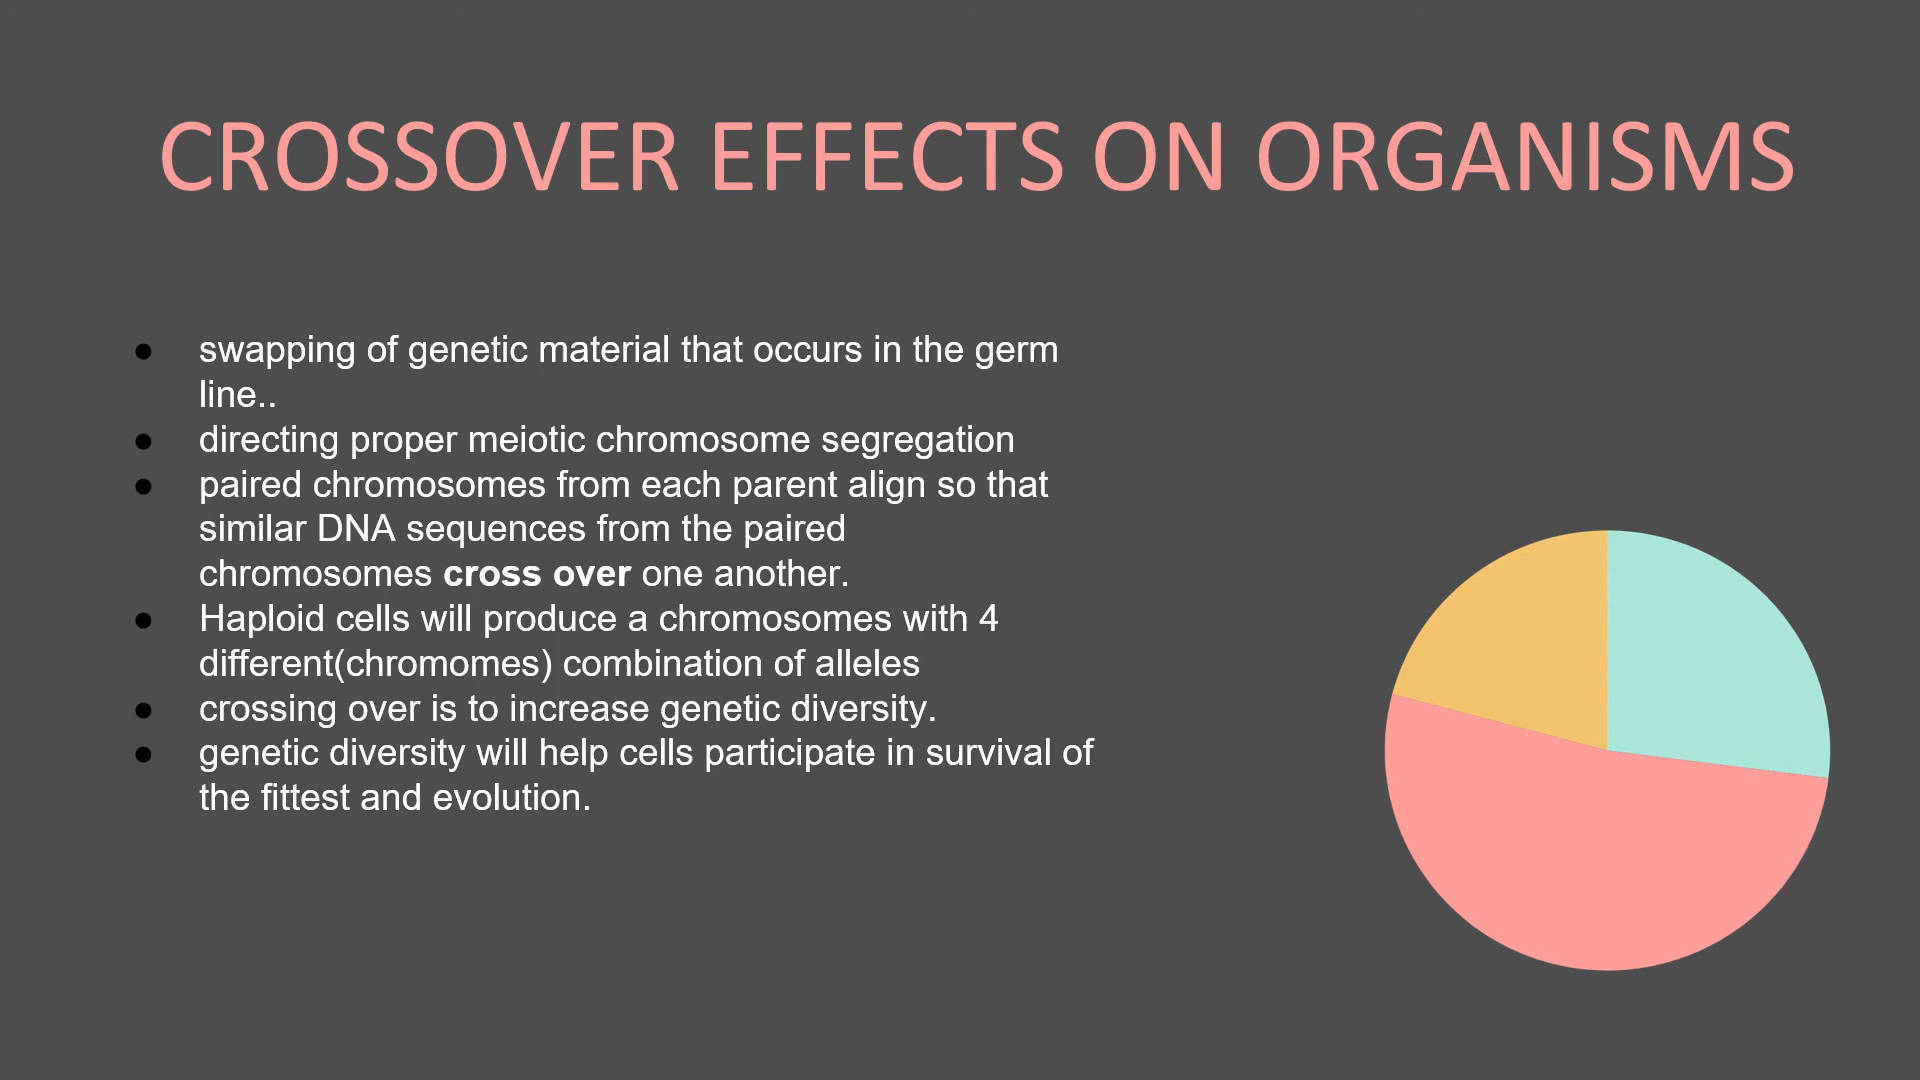 CROSSOVER EFFECTS ON ORGANISMS
● swapping of genetic material that occurs in the germ
line..
● directing proper meiotic chromosome segregation
● paired chromosomes from each parent align so that
similar DNA sequences from the paired
chromosomes cross over one another.
● Haploid cells will produce a chromosomes with 4
different(chromomes) combination of alleles
● crossing over is to increase genetic diversity.
● genetic diversity will help cells participate in survival of
the fittest and evolution.